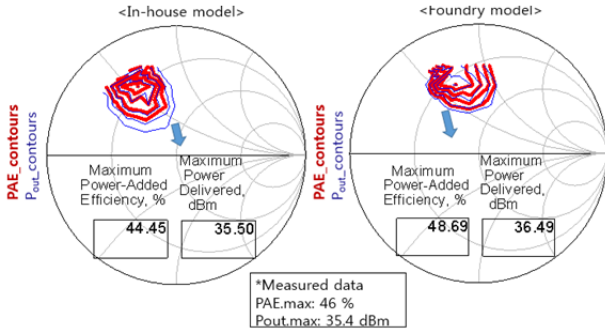 <In-house model>
<Foundry model>
PAE_contours
Pout_contours
Maximum
Power-Added
Efficiency, %
44.45
Maximum
Power
Delivered,
dBm
35.50
PAE_contours
Pout_contours
Maximum
Power-Added
Efficiency, %
48.69
Maximum
Power
Delivered,
dBm
36.49
*Measured data
PAE.max: 46 %
Pout.max: 35.4 dBm